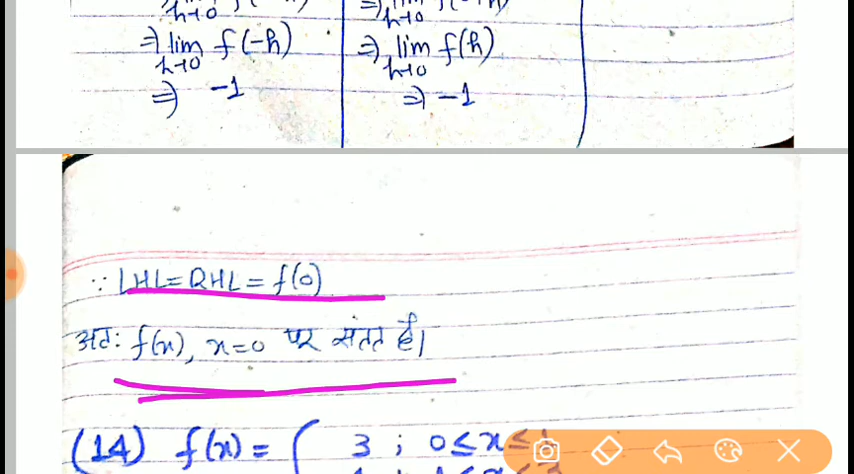 ⇒ lim f(-h)
h→0
⇒ -1
⇒ lim f(h)
h→0
⇒ -1
∵ LHL = RHL = f(0)
अतः f(x), x=0 पर संतत है।
(14) f(x) = { 3 ; 0≤x≤